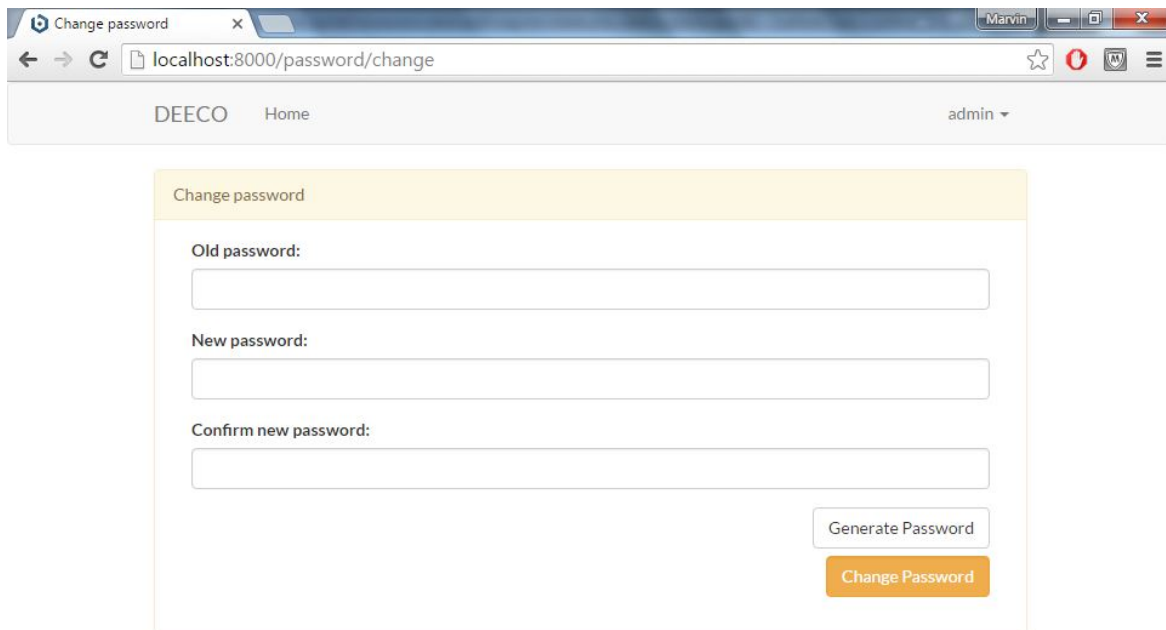 Change password
Marvin
localhost:8000/password/change
DEECO Home admin
Change password
Old password:
New password:
Confirm new password:
Generate Password
Change Password